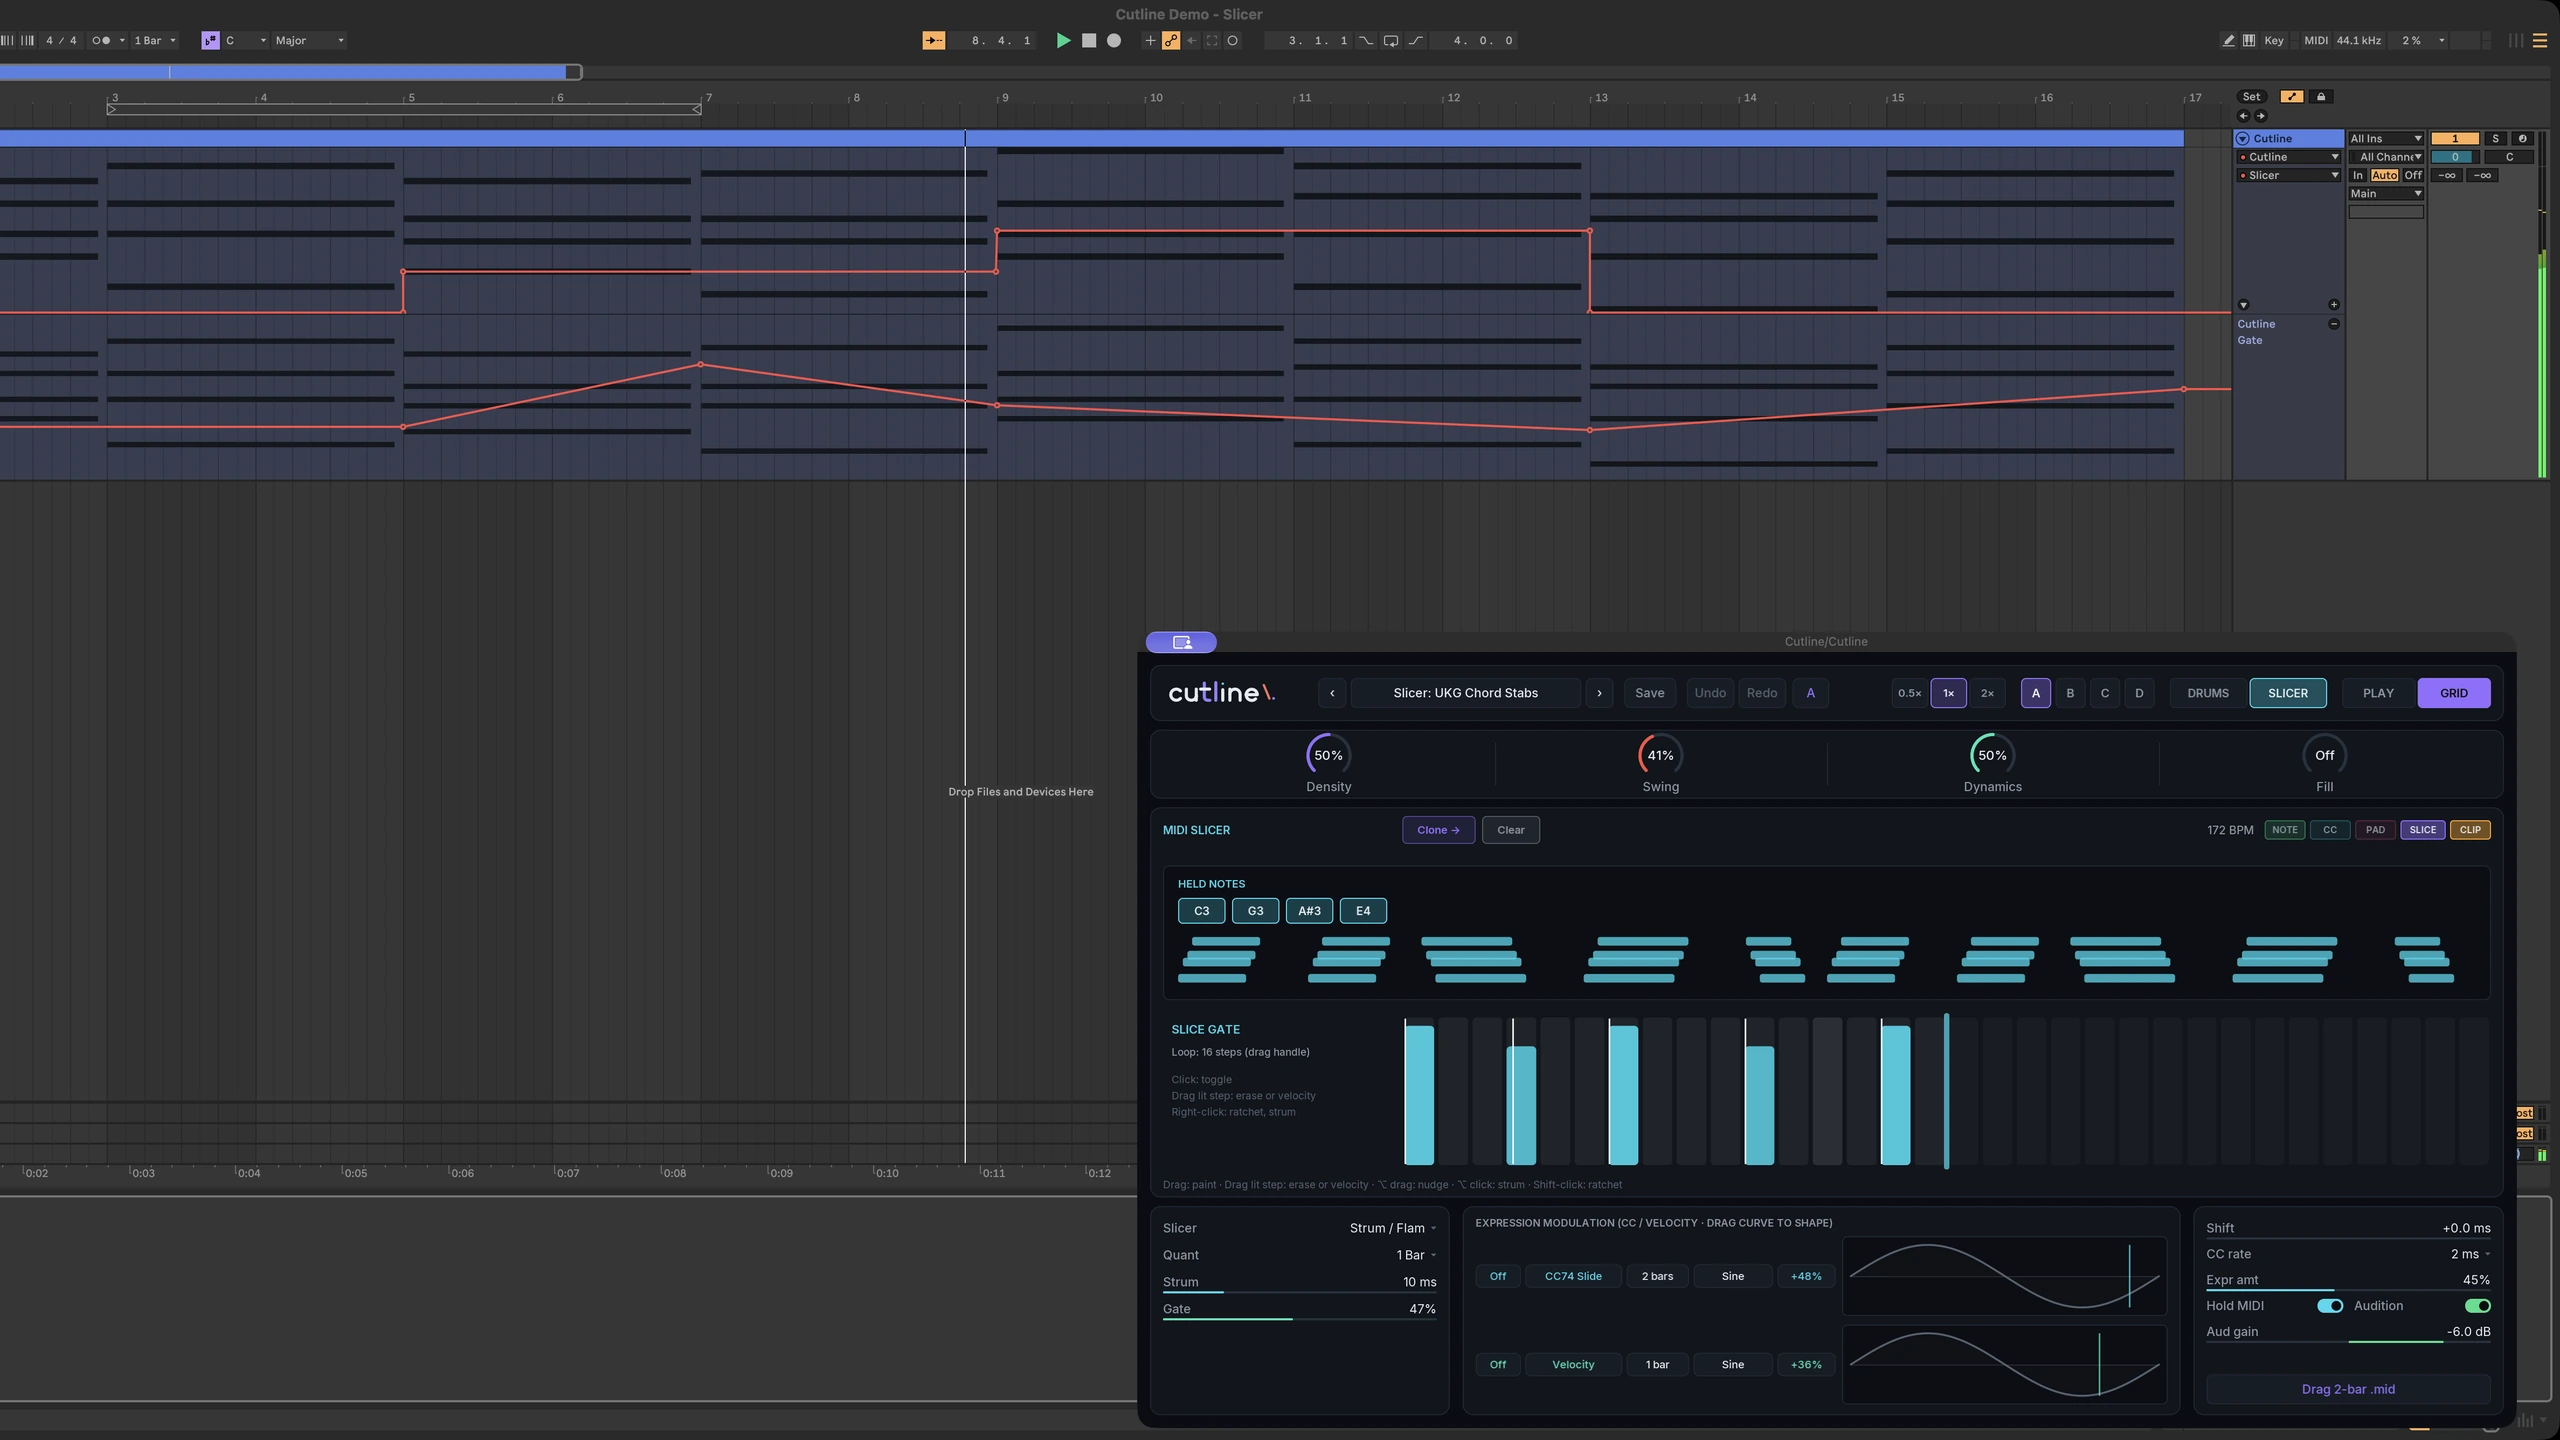 Cutline Demo - Slicer
4 / 4 1 Bar C Major 8. 4. 1 3. 1. 1 4. 0. 0 Key MIDI 44.1 kHz 2 %
3 4 5 6 7 8 9 10 11 12 13 14 15 16 17 Set
Cutline All Ins 1 S
Cutline All Channe 0 C
Slicer In Auto Off -∞ -∞
Main
Cutline
Gate
Drop Files and Devices Here
0:02 0:03 0:04 0:05 0:06 0:07 0:08 0:09 0:10 0:11 0:12
Cutline/Cutline
cutline ‹ Slicer: UKG Chord Stabs › Save Undo Redo A 0.5× 1× 2× A B C D DRUMS SLICER PLAY GRID
50% 41% 50% Off
Density Swing Dynamics Fill
MIDI SLICER Clone → Clear 172 BPM NOTE CC PAD SLICE CLIP
HELD NOTES
C3 G3 A#3 E4
SLICE GATE
Loop: 16 steps (drag handle)
Click: toggle
Drag lit step: erase or velocity
Right-click: ratchet, strum
Drag: paint · Drag lit step: erase or velocity · ⌥ drag: nudge · ⌥ click: strum · Shift-click: ratchet
Slicer Strum / Flam
Quant 1 Bar
Strum 10 ms
Gate 47%
EXPRESSION MODULATION (CC / VELOCITY · DRAG CURVE TO SHAPE)
Off CC74 Slide 2 bars Sine +48%
Off Velocity 1 bar Sine +36%
Shift +0.0 ms
CC rate 2 ms
Expr amt 45%
Hold MIDI Audition
Aud gain -6.0 dB
Drag 2-bar .mid
ost
ost